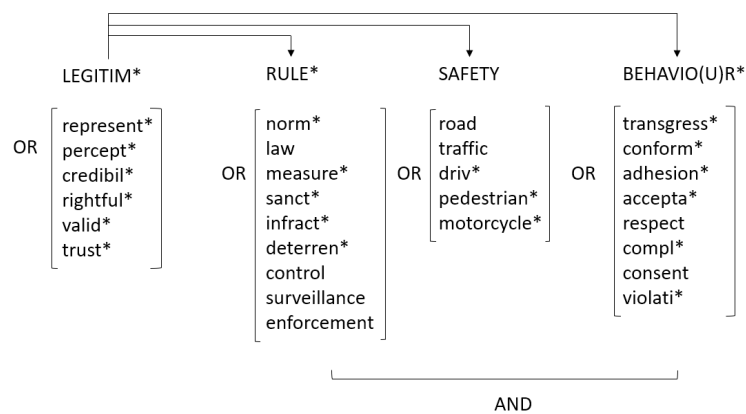 LEGITIM*
RULE*
SAFETY
BEHAVIO(U)R*
OR
represent*
percept*
credibil*
rightful*
valid*
trust*
OR
norm*
law
measure*
sanct*
infract*
deterren*
control
surveillance
enforcement
OR
road
traffic
driv*
pedestrian*
motorcycle*
OR
transgress*
conform*
adhesion*
accepta*
respect
compl*
consent
violati*
AND